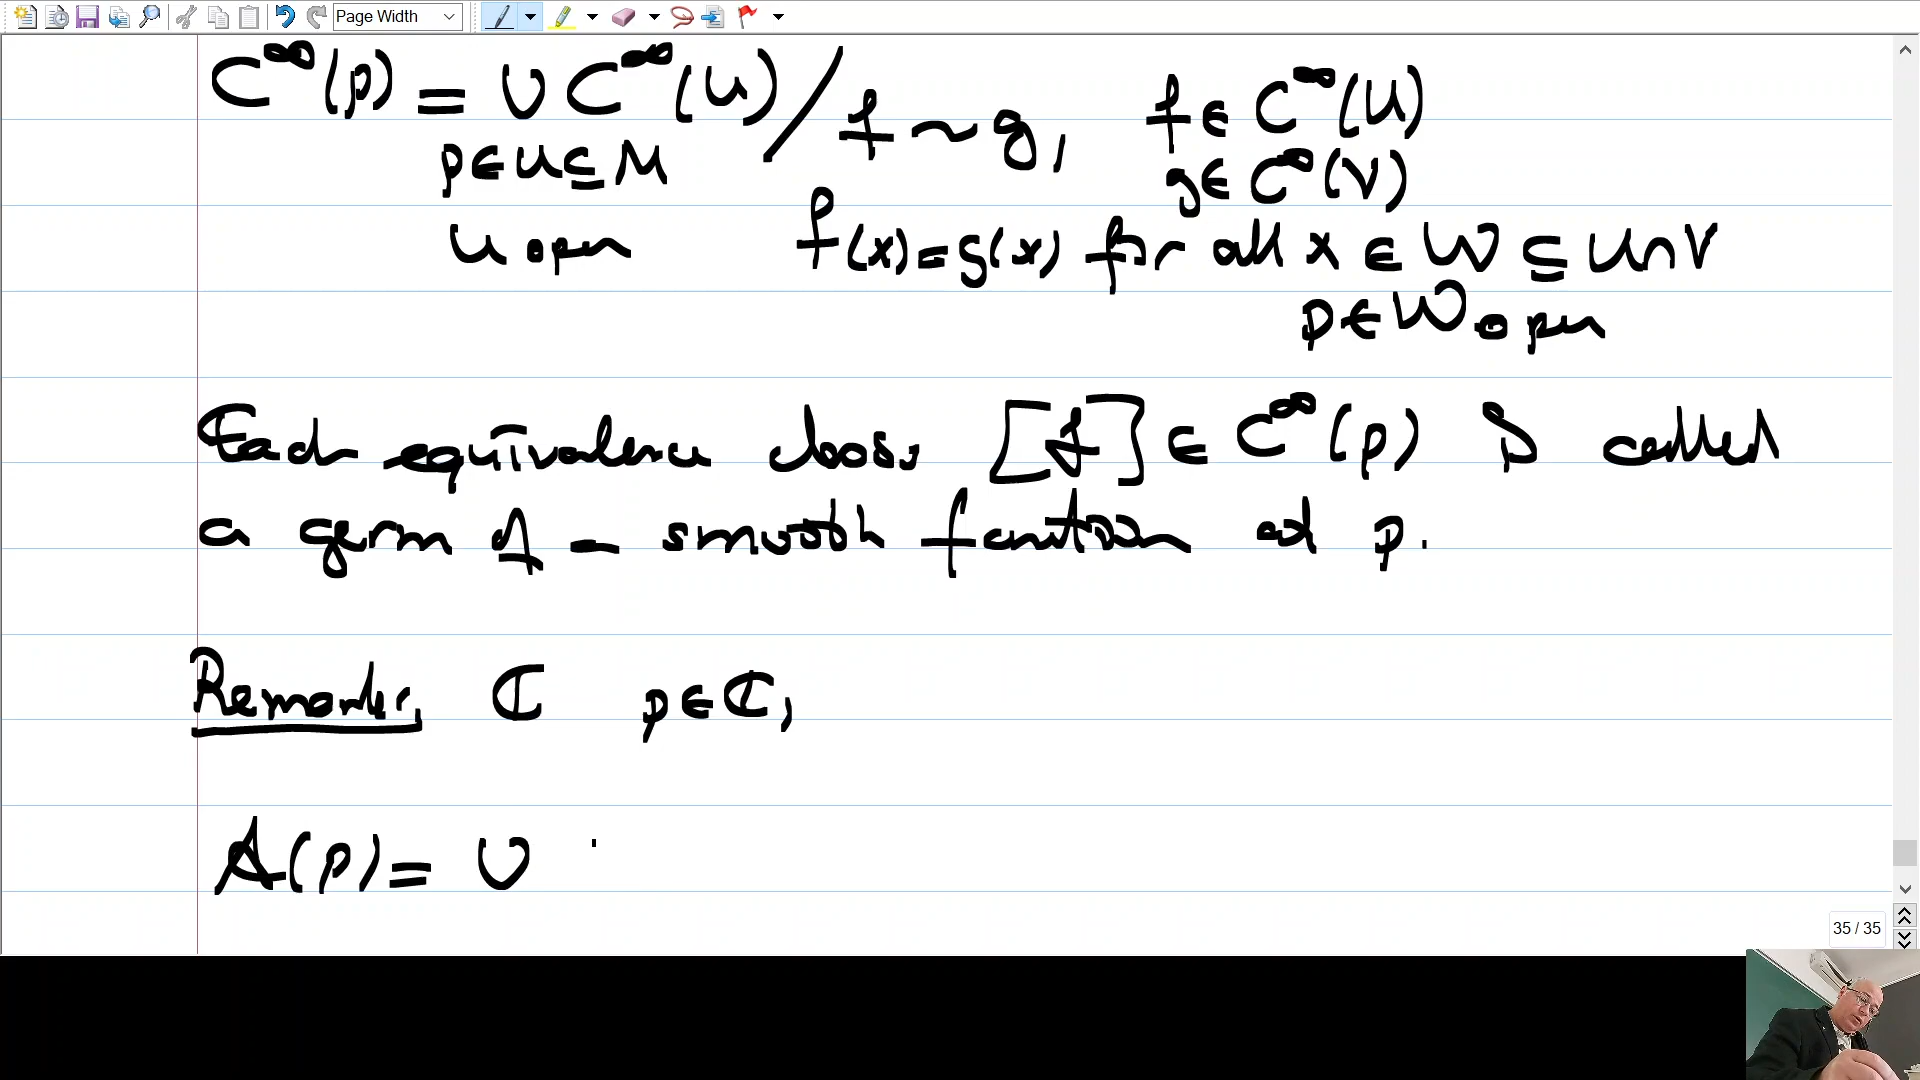 Page Width
C^∞(p) = ∪ C^∞(U) / f ~ g, f ∈ C^∞(U)
p ∈ U ⊆ M g ∈ C^∞(V)
U open f(x) = g(x) for all x ∈ W ⊆ U ∩ V
p ∈ W open
Each equivalence class [f] ∈ C^∞(p) is called
a germ of a smooth function at p.
Remark. ℂ p ∈ ℂ,
A(p) = ∪
35 / 35